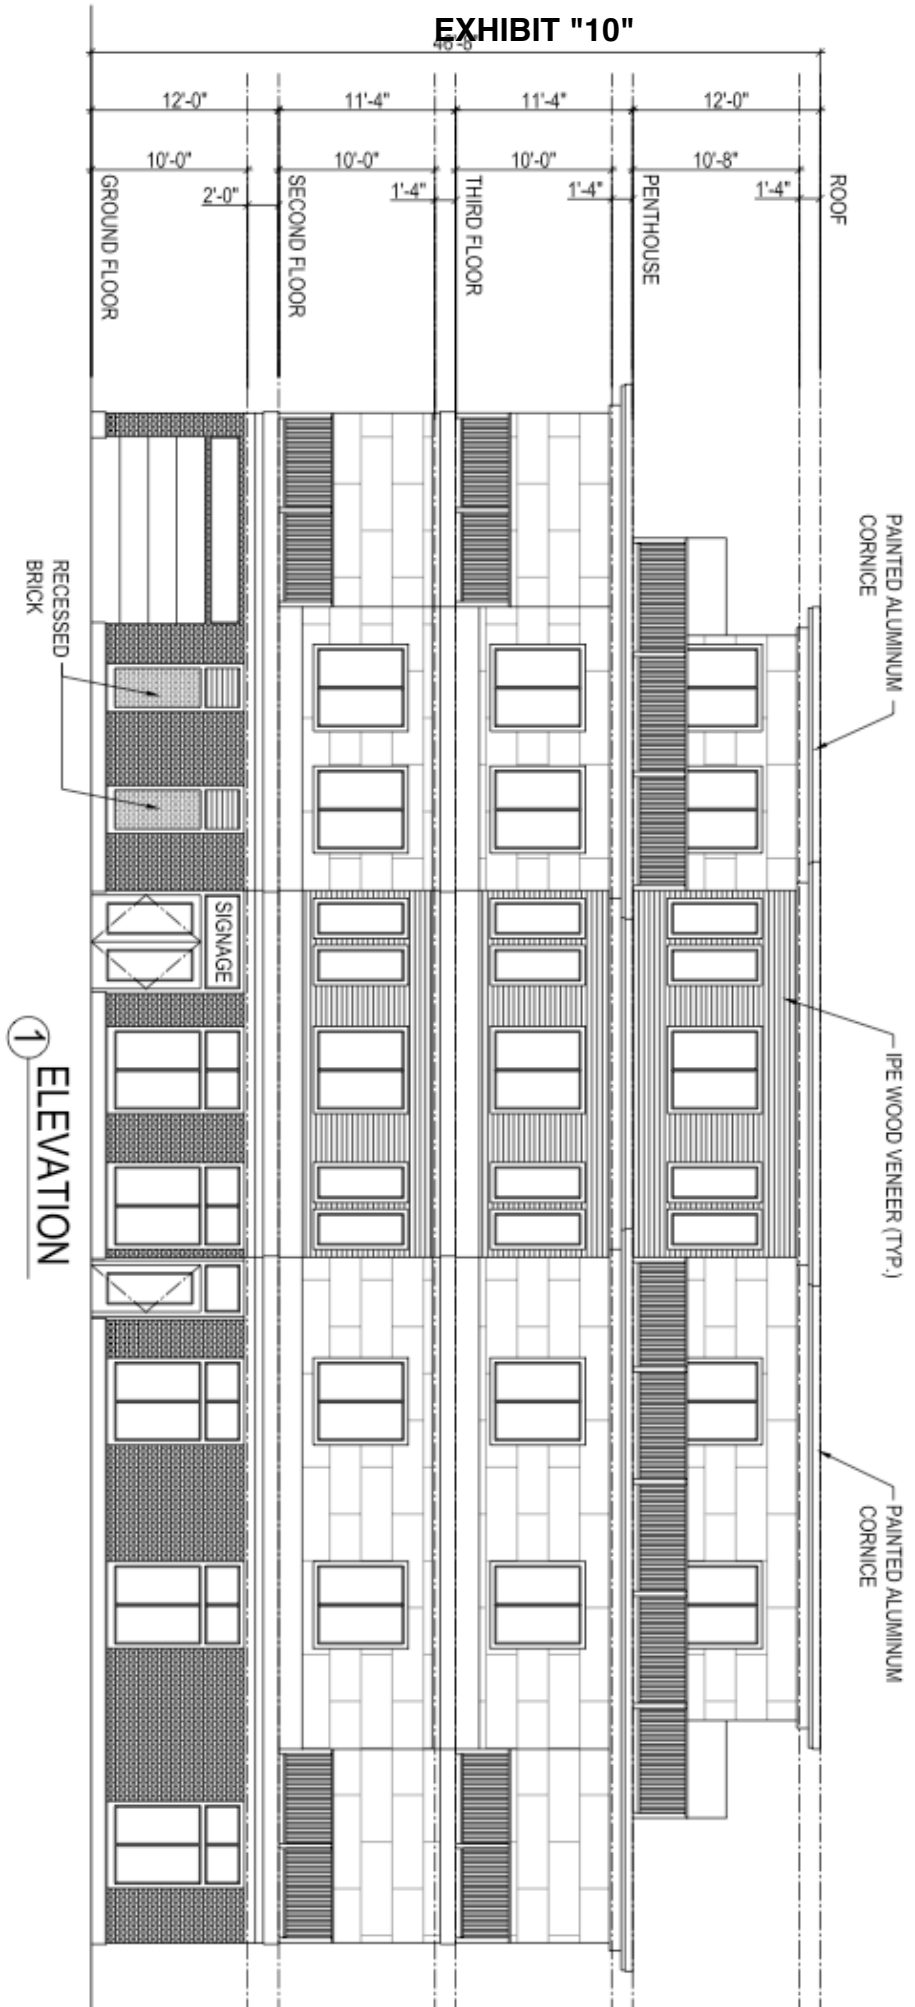 EXHIBIT "10"
46'-8"
12'-0"
11'-4"
11'-4"
12'-0"
10'-0"
10'-0"
10'-0"
10'-8"
2'-0"
1'-4"
1'-4"
1'-4"
GROUND FLOOR
SECOND FLOOR
THIRD FLOOR
PENTHOUSE
ROOF
PAINTED ALUMINUM
CORNICE
RECESSED
BRICK
SIGNAGE
IPE WOOD VENEER (TYP.)
1
ELEVATION
PAINTED ALUMINUM
CORNICE